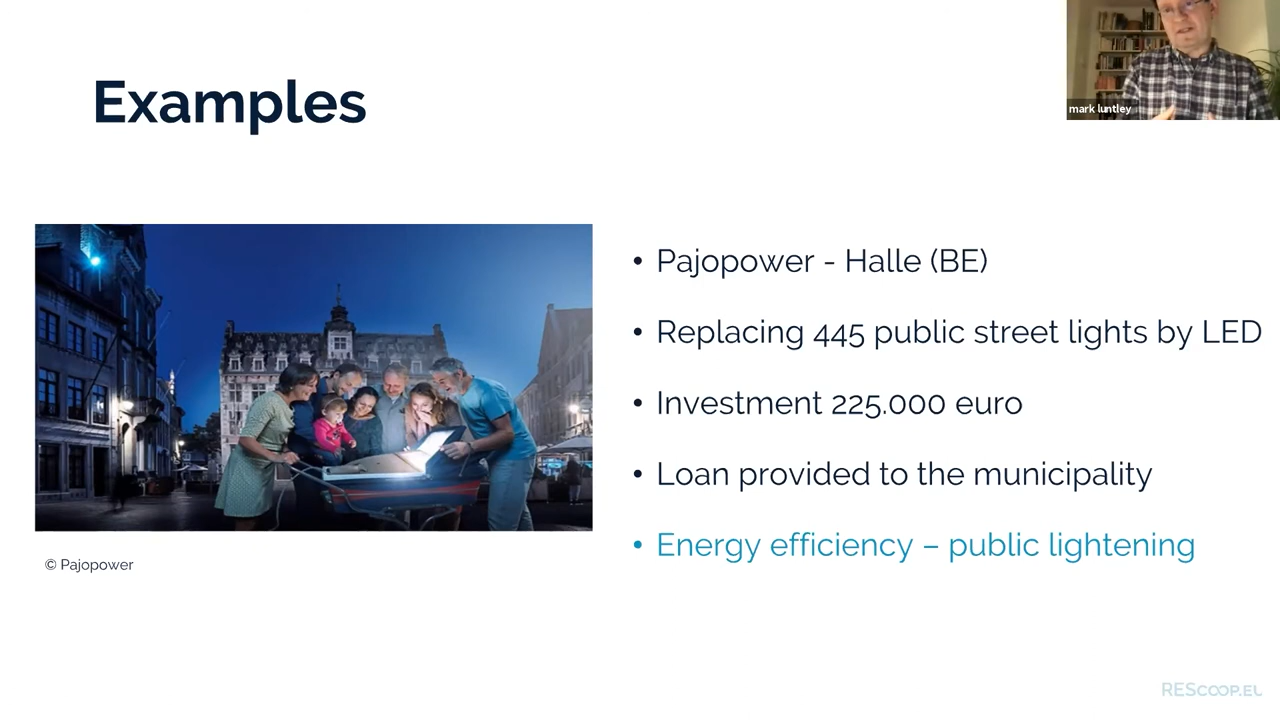 Examples
mark luntley
• Pajopower - Halle (BE)
• Replacing 445 public street lights by LED
• Investment 225.000 euro
• Loan provided to the municipality
• Energy efficiency – public lightening
© Pajopower
REScoop.eu